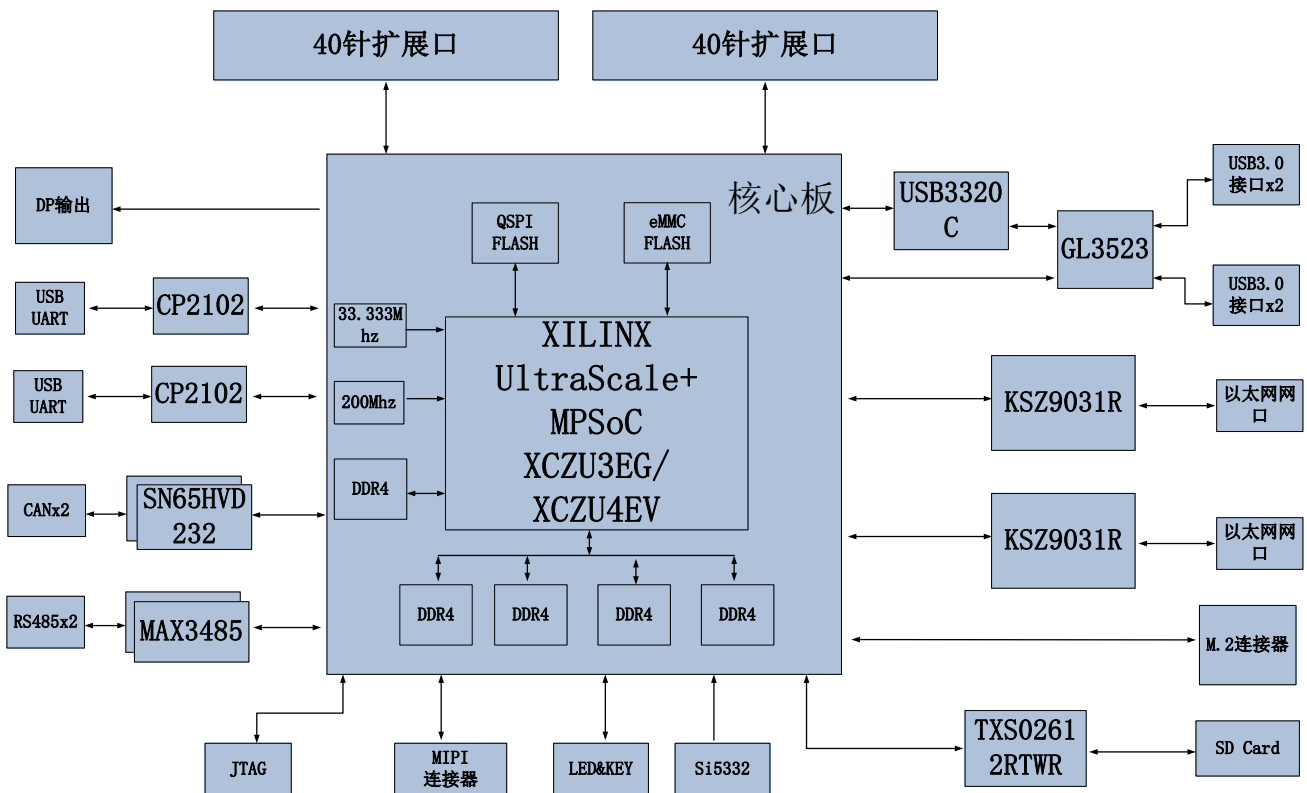 40针扩展口
40针扩展口
核心板
DP输出
QSPI
FLASH
eMMC
FLASH
USB3320
C
GL3523
USB3.0
接口x2
USB3.0
接口x2
USB
UART
CP2102
33.333M
hz
XILINX
UltraScale+
MPSoC
XCZU3EG/
XCZU4EV
USB
UART
CP2102
200Mhz
KSZ9031R
以太网网
口
DDR4
CANx2
SN65HVD
232
KSZ9031R
以太网网
口
RS485x2
MAX3485
DDR4
DDR4
DDR4
DDR4
M.2连接器
JTAG
MIPI
连接器
LED&KEY
Si5332
TXS0261
2RTWR
SD Card